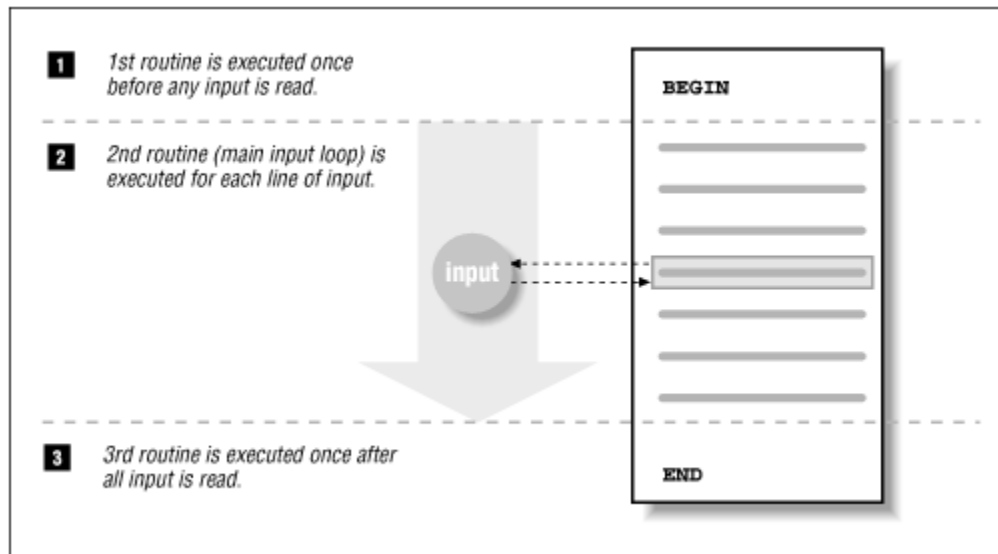 1
1st routine is executed once
before any input is read.
BEGIN
2
2nd routine (main input loop) is
executed for each line of input.
input
3
3rd routine is executed once after
all input is read.
END